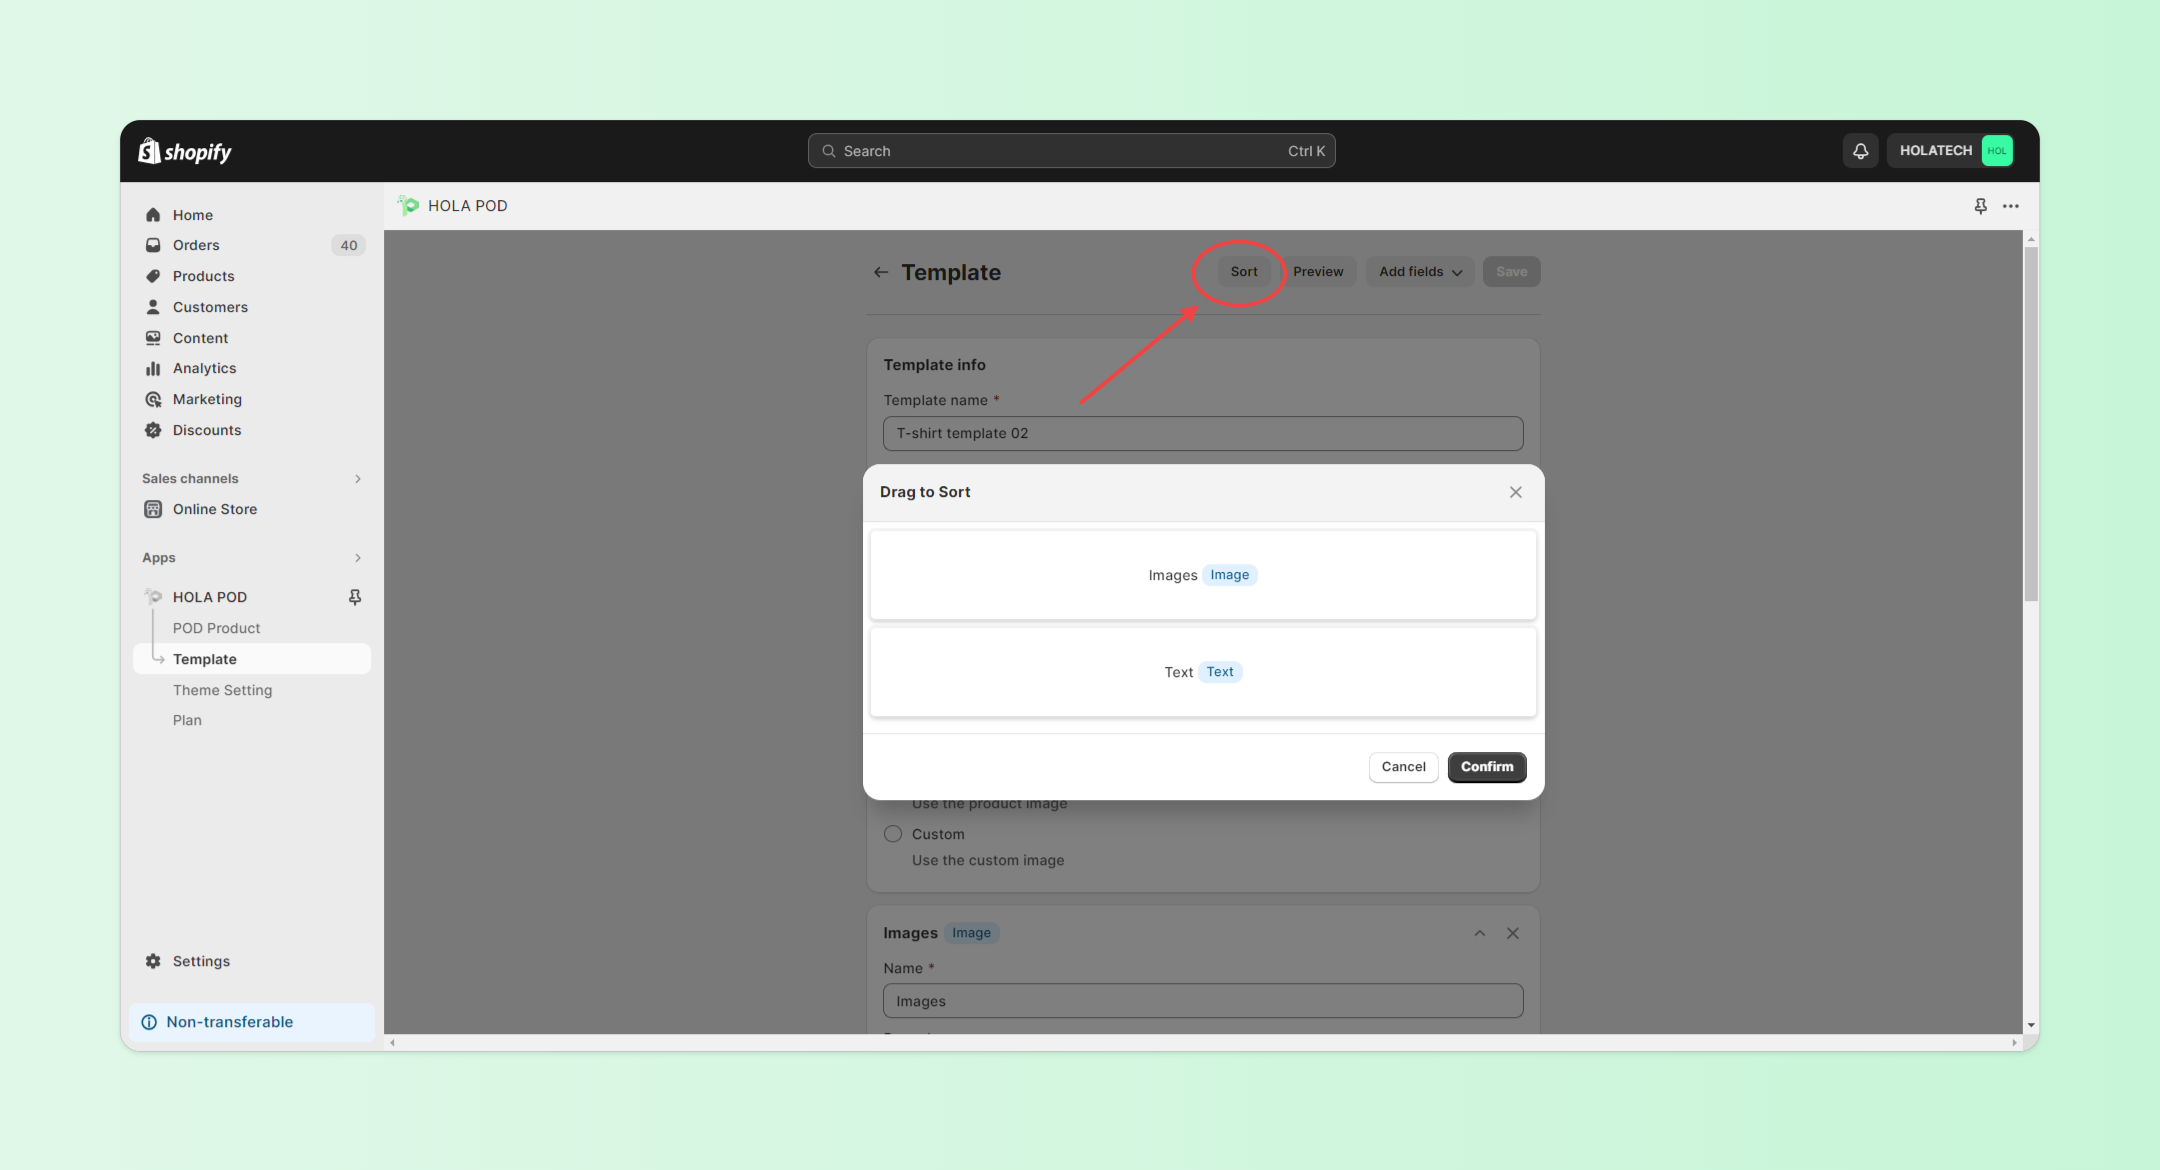 shopify
Search Ctrl K
HOLATECH HOL
HOLA POD
Home
Orders 40
Products
Customers
Content
Analytics
Marketing
Discounts
Sales channels
Online Store
Apps
HOLA POD
POD Product
Template
Theme Setting
Plan
Settings
Non-transferable
Template Sort Preview Add fields Save
Template info
Template name *
T-shirt template 02
Drag to Sort
Images Image
Text Text
Cancel Confirm
Use the product image
Custom
Use the custom image
Images Image
Name *
Images